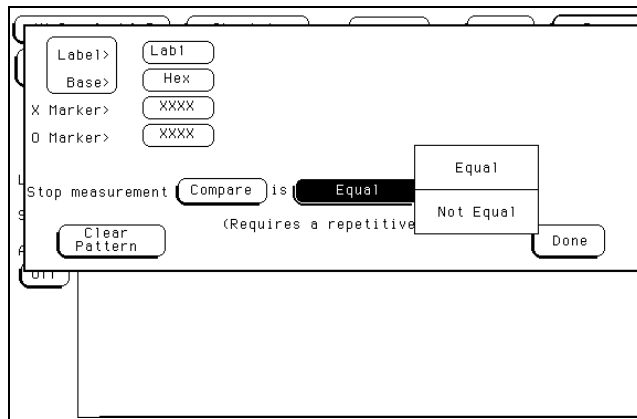 Label> Lab1
Base> Hex
X Marker> XXXX
O Marker> XXXX
Stop measurement Compare is Equal
Equal
Not Equal
(Requires a repetitive
Clear
Pattern
Done
Off